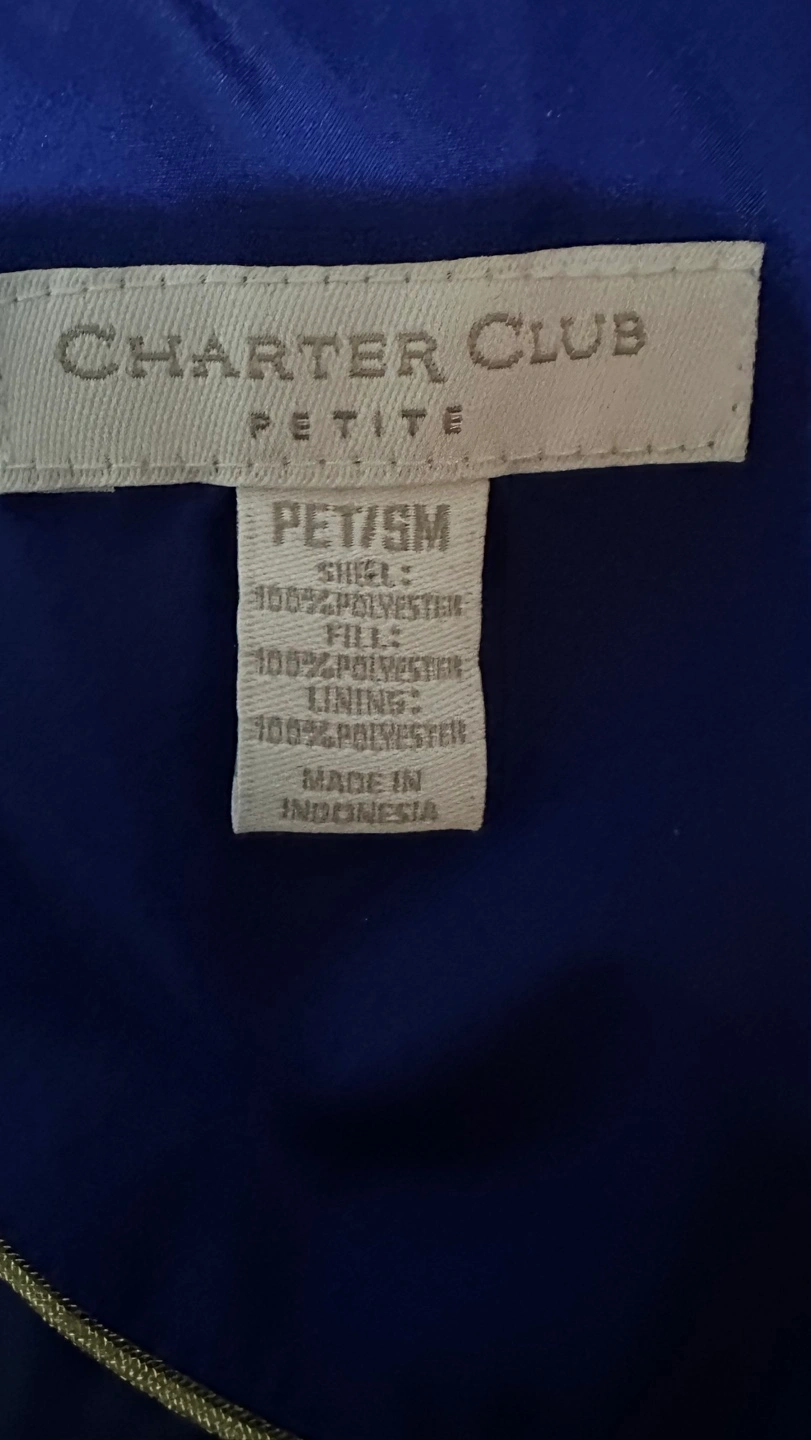 CHARTER CLUB
PETITE
PET/SM
SHELL:
100%POLYESTER
FILL:
100%POLYESTER
LINING:
100%POLYESTER
MADE IN
INDONESIA